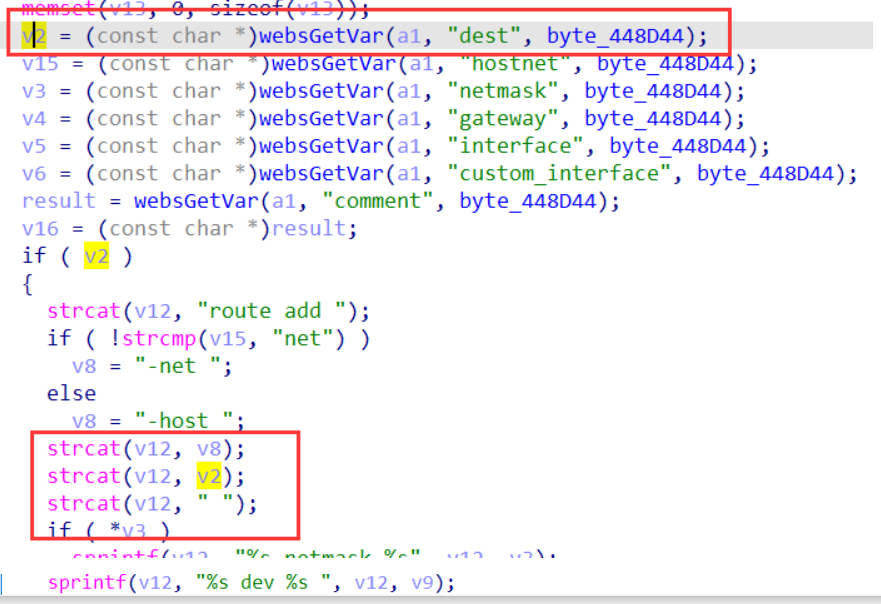 memset(v13, 0, sizeof(v13));
v2 = (const char *)websGetVar(a1, "dest", byte_448D44);
v15 = (const char *)websGetVar(a1, "hostnet", byte_448D44);
v3 = (const char *)websGetVar(a1, "netmask", byte_448D44);
v4 = (const char *)websGetVar(a1, "gateway", byte_448D44);
v5 = (const char *)websGetVar(a1, "interface", byte_448D44);
v6 = (const char *)websGetVar(a1, "custom_interface", byte_448D44);
result = websGetVar(a1, "comment", byte_448D44);
v16 = (const char *)result;
if ( v2 )
{
strcat(v12, "route add ");
if ( !strcmp(v15, "net") )
v8 = "-net ";
else
v8 = "-host ";
strcat(v12, v8);
strcat(v12, v2);
strcat(v12, " ");
if ( *v3 )
sprintf(v12, "%s netmask %s", v12, v3);
sprintf(v12, "%s dev %s ", v12, v9);